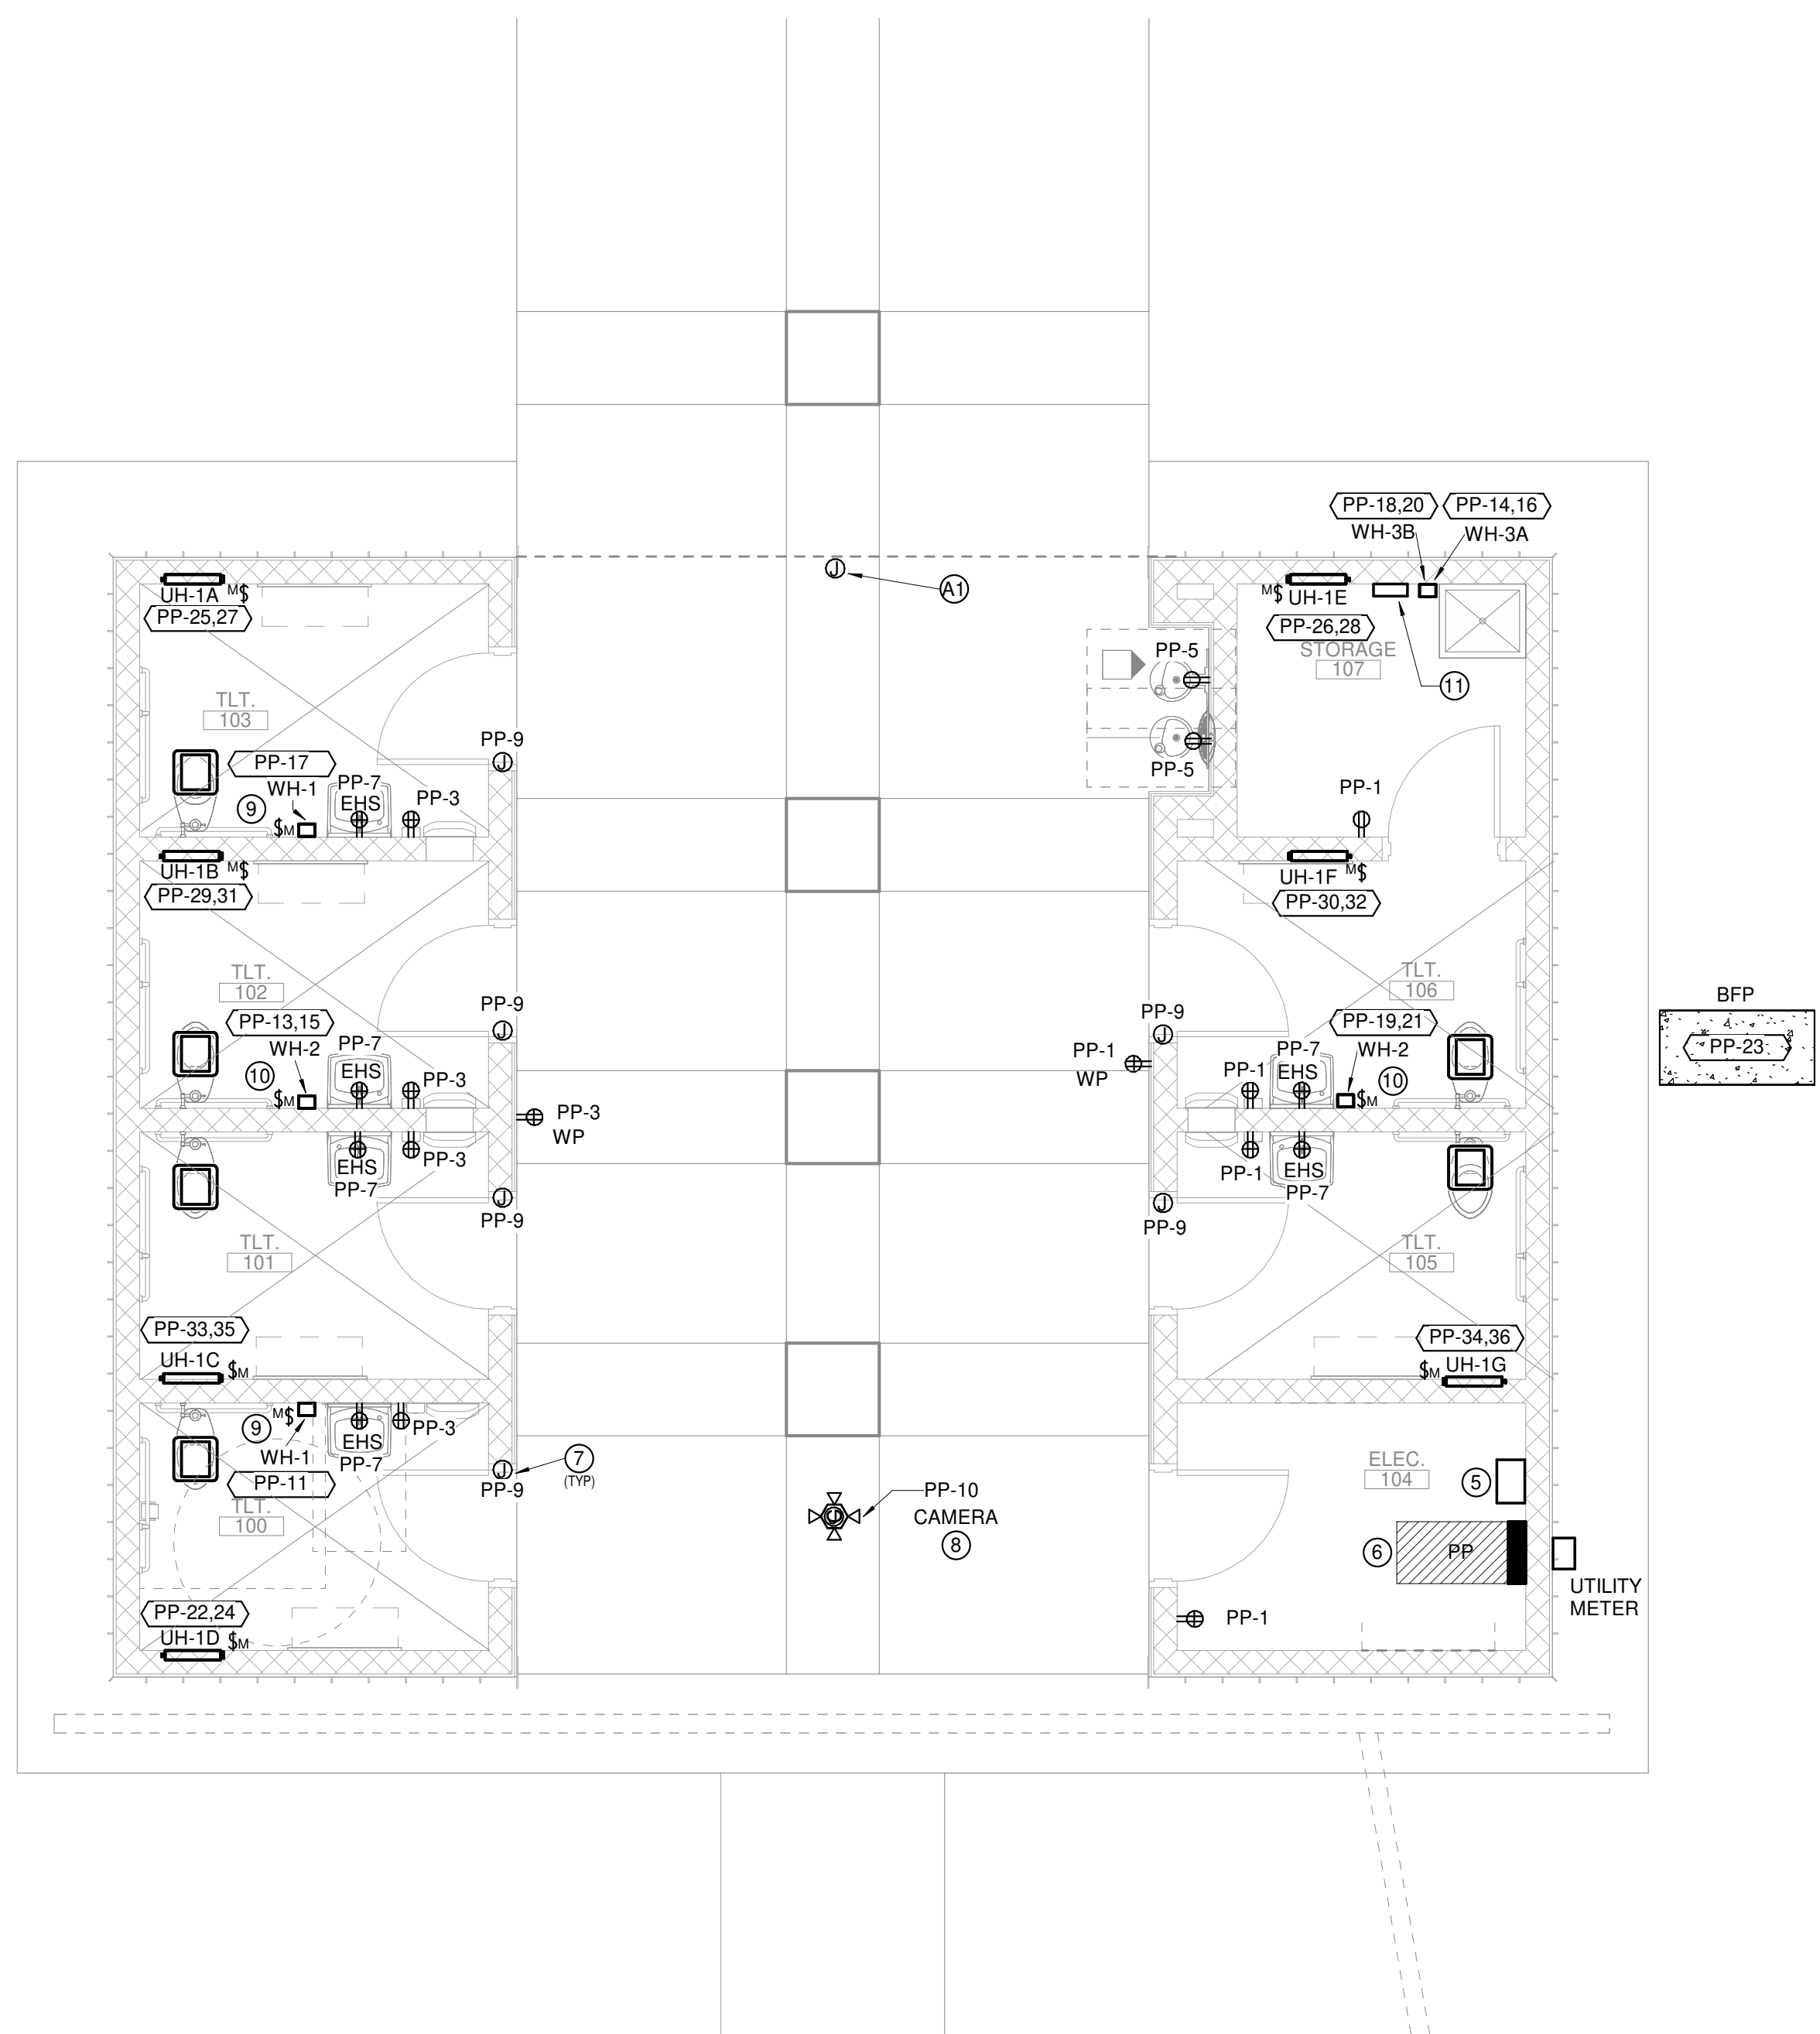 PP-18,20
PP-14,16
WH-3B
WH-3A
J
A1
UH-1A
M$
PP-25,27
M$
UH-1E
PP-26,28
STORAGE
107
11
PP-5
PP-5
TLT.
103
PP-9
J
PP-17
WH-1
9
$M
PP-7
EHS
PP-3
PP-1
UH-1B
M$
PP-29,31
UH-1F
M$
PP-30,32
TLT.
102
PP-9
J
PP-13,15
WH-2
10
$M
PP-7
EHS
PP-3
TLT.
106
PP-9
J
PP-19,21
WH-2
10
$M
PP-7
EHS
PP-1
PP-1
WP
BFP
PP-23
PP-3
WP
EHS
PP-7
PP-3
J
PP-9
PP-1
EHS
PP-7
J
PP-9
TLT.
101
TLT.
105
PP-33,35
UH-1C
$M
PP-34,36
$M
UH-1G
M$
9
WH-1
PP-11
EHS
PP-7
PP-3
J
PP-9
7
(TYP)
TLT.
100
PP-10
CAMERA
8
J
ELEC.
104
5
6
PP
UTILITY
METER
PP-22,24
UH-1D
$M
PP-1